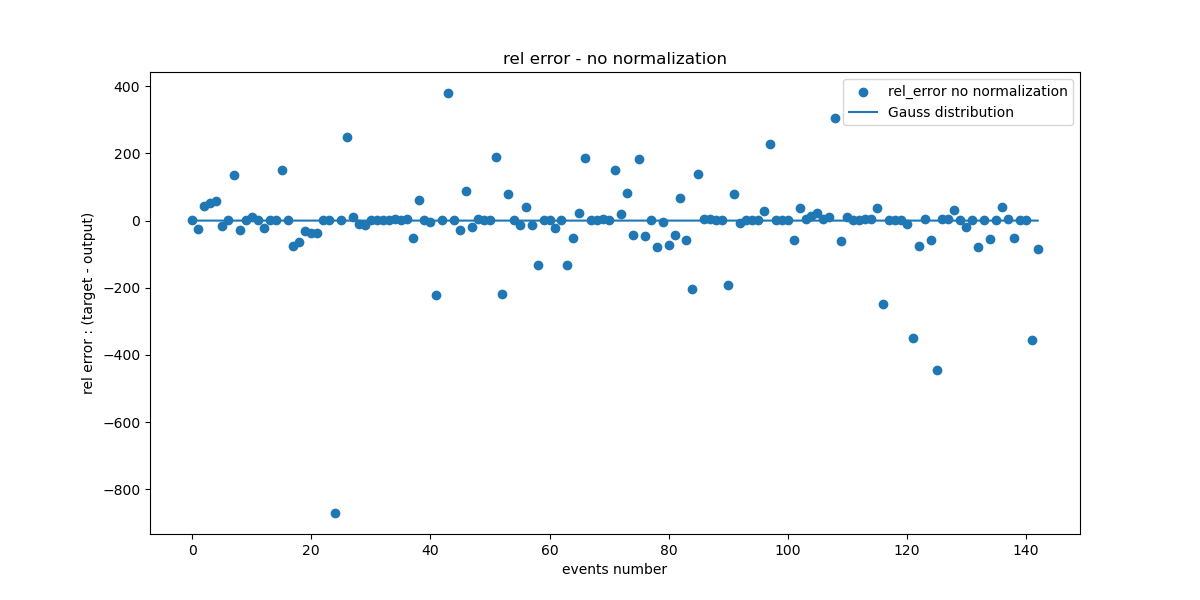 rel error - no normalization
rel_error no normalization
Gauss distribution
rel error : (target - output)
400
200
0
−200
−400
−600
−800
0 20 40 60 80 100 120 140
events number